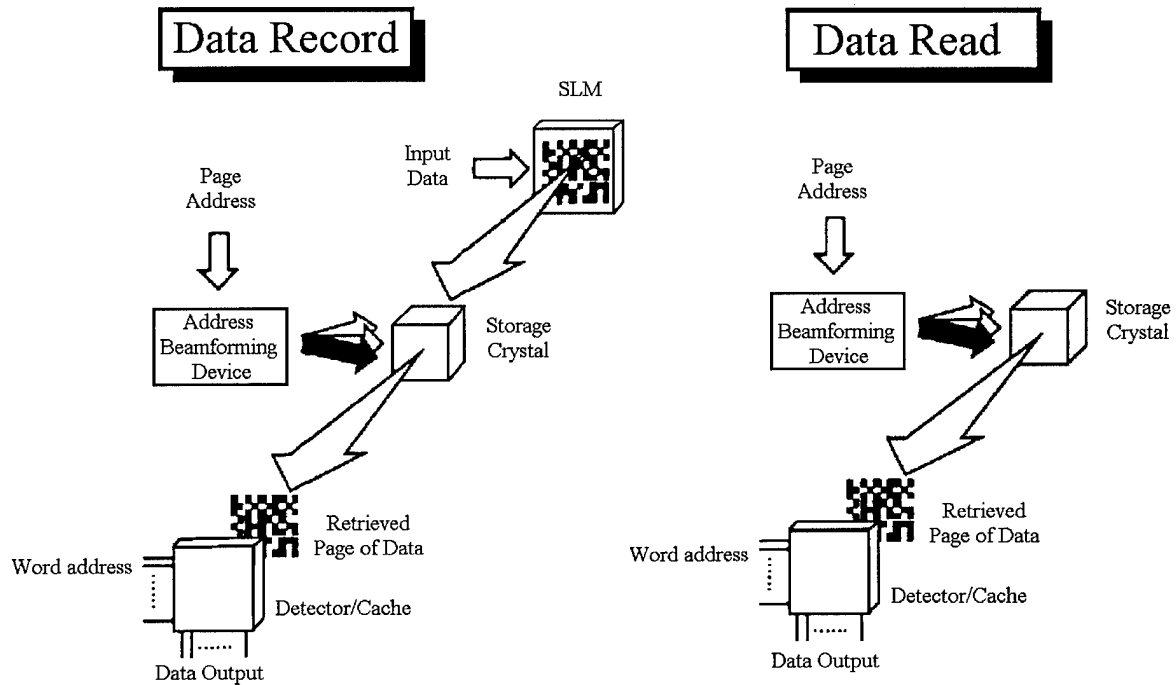 Data Record
SLM
Input
Data
Page
Address
Address
Beamforming
Device
Storage
Crystal
Retrieved
Page of Data
Word address
Detector/Cache
Data Output
Data Read
Page
Address
Address
Beamforming
Device
Storage
Crystal
Retrieved
Page of Data
Word address
Detector/Cache
Data Output